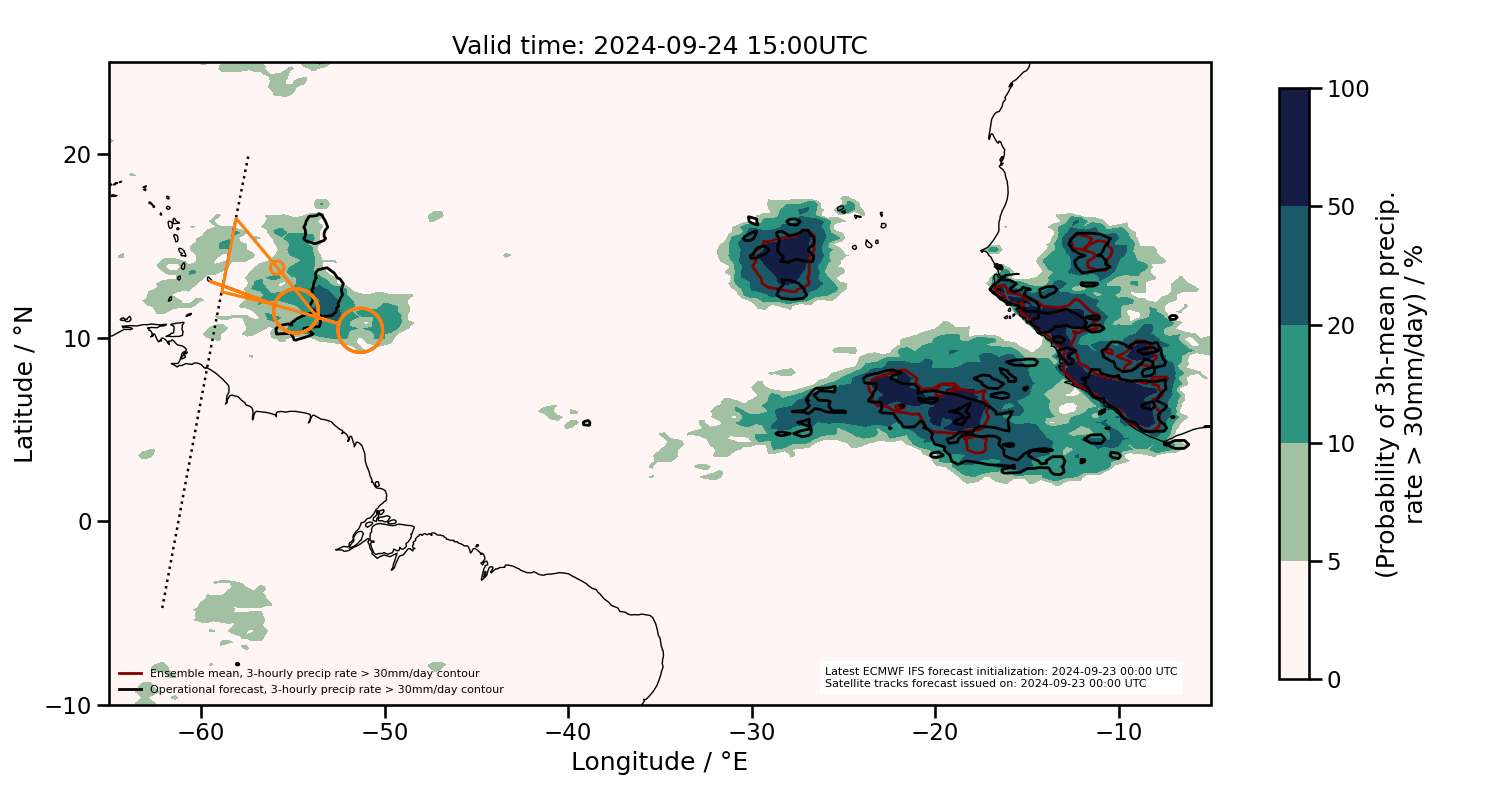 Valid time: 2024-09-24 15:00UTC
20
10
0
−10
Latitude / °N
−60
−50
−40
−30
−20
−10
Longitude / °E
Ensemble mean, 3-hourly precip rate > 30mm/day contour
Operational forecast, 3-hourly precip rate > 30mm/day contour
Latest ECMWF IFS forecast initialization: 2024-09-23 00:00 UTC
Satellite tracks forecast issued on: 2024-09-23 00:00 UTC
100
50
20
10
5
0
(Probability of 3h-mean precip.
rate > 30mm/day) / %